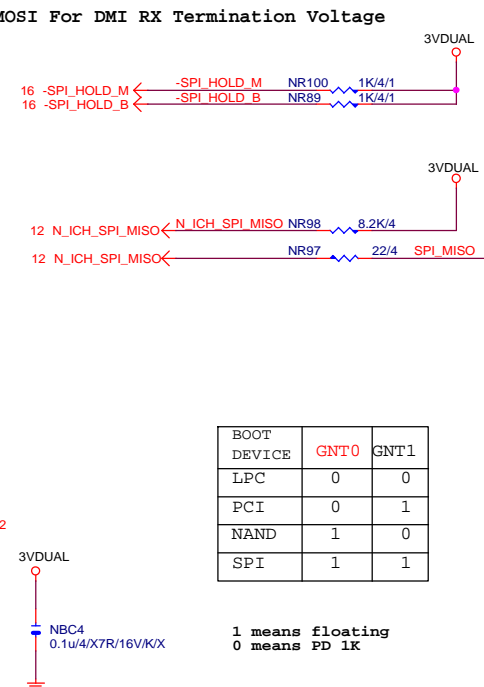 MOSI For DMI RX Termination Voltage
3VDUAL
16 -SPI_HOLD_M -SPI_HOLD_M NR100 1K/4/1
16 -SPI_HOLD_B -SPI_HOLD_B NR89 1K/4/1
3VDUAL
12 N_ICH_SPI_MISO N_ICH_SPI_MISO NR98 8.2K/4
12 N_ICH_SPI_MISO NR97 22/4 SPI_MISO
BOOT
DEVICE GNT0 GNT1
LPC 0 0
PCI 0 1
NAND 1 0
SPI 1 1
2
3VDUAL
NBC4
0.1u/4/X7R/16V/K/X
1 means floating
0 means PD 1K